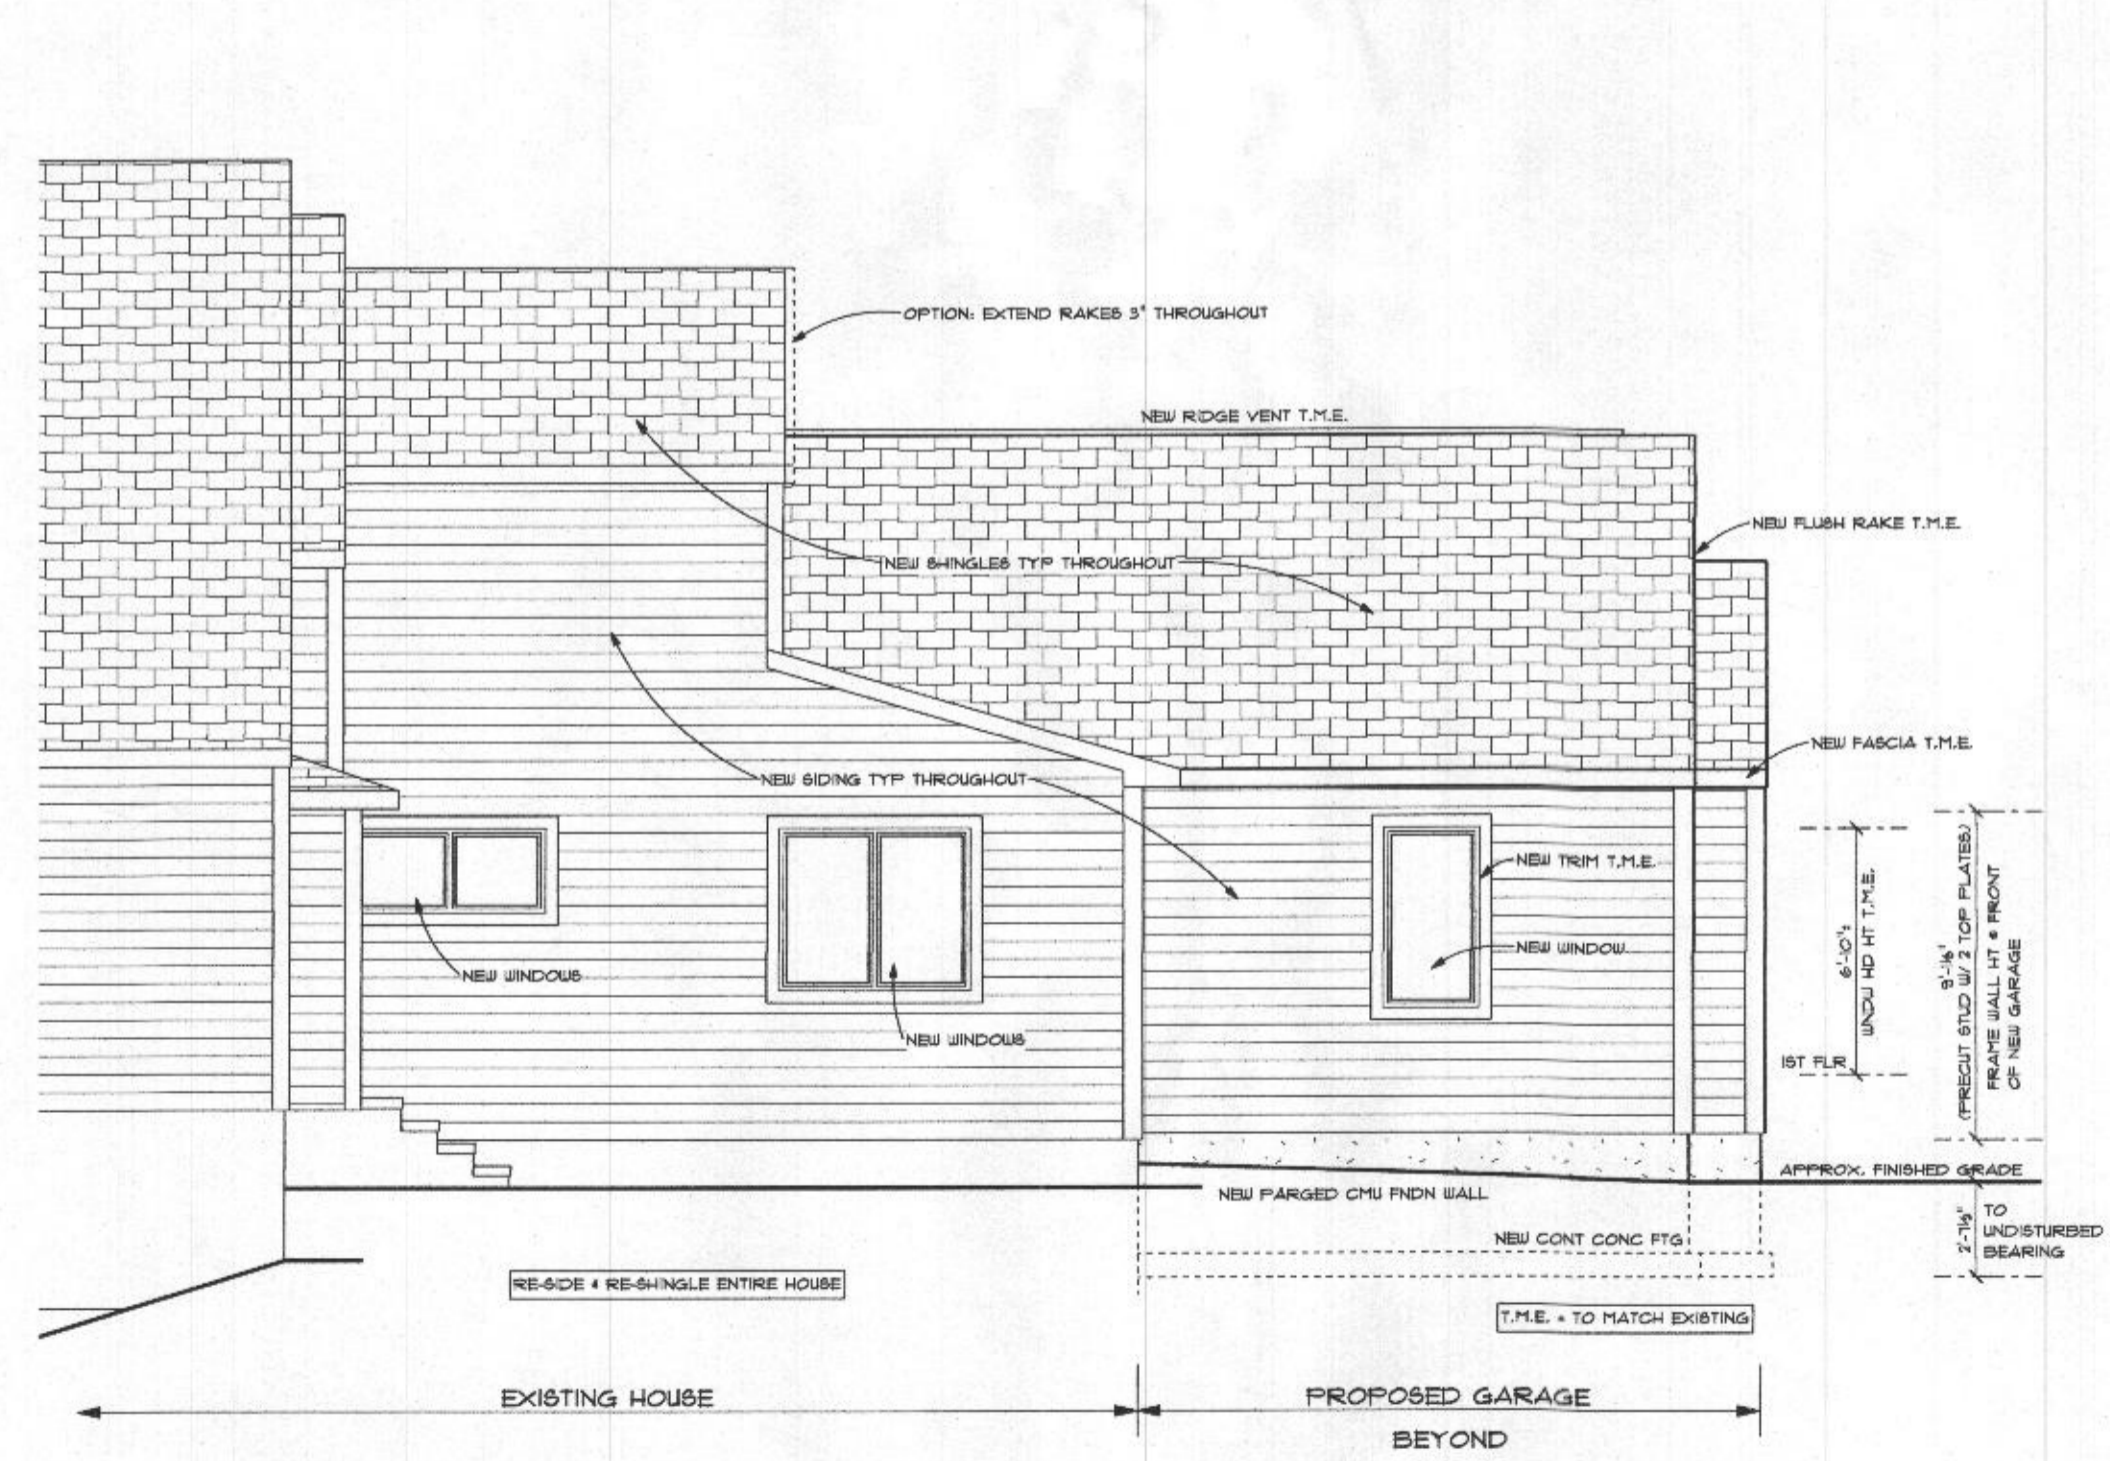 OPTION: EXTEND RAKES 3" THROUGHOUT
NEW RIDGE VENT T.M.E.
NEW FLUSH RAKE T.M.E.
NEW SHINGLES TYP THROUGHOUT
NEW FASCIA T.M.E.
NEW SIDING TYP THROUGHOUT
NEW TRIM T.M.E.
NEW WINDOW
NEW WINDOWS
NEW WINDOWS
1ST FLR
6'-10"±
WNDW HD HT T.M.E.
(PRECUT STUD W/ 2 TOP PLATES)
FRAME WALL HT @ FRONT
OF NEW GARAGE
APPROX. FINISHED GRADE
NEW PARGED CMU FNDN WALL
TO
UNDISTURBED
BEARING
NEW CONT CONC FTG
RE-SIDE & RE-SHINGLE ENTIRE HOUSE
T.M.E. = TO MATCH EXISTING
EXISTING HOUSE
PROPOSED GARAGE
BEYOND